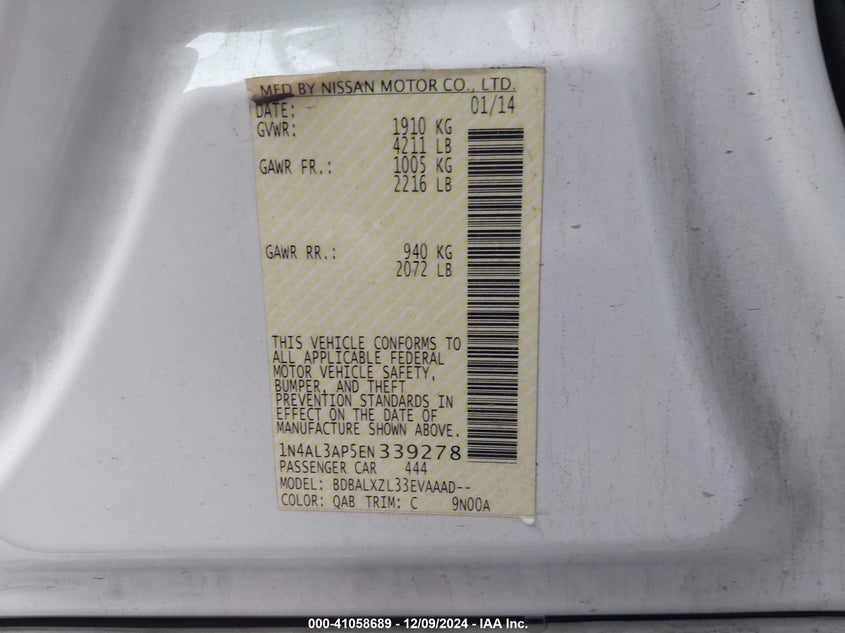 MFD BY NISSAN MOTOR CO., LTD.
DATE: 01/14
GVWR: 1910 KG
4211 LB
GAWR FR.: 1005 KG
2216 LB
GAWR RR.: 940 KG
2072 LB
THIS VEHICLE CONFORMS TO
ALL APPLICABLE FEDERAL
MOTOR VEHICLE SAFETY,
BUMPER, AND THEFT
PREVENTION STANDARDS IN
EFFECT ON THE DATE OF
MANUFACTURE SHOWN ABOVE.
1N4AL3AP5EN339278
PASSENGER CAR 444
MODEL: BDBALXZL33EVAAAD--
COLOR: QAB TRIM: C 9N00A
000-41058689 - 12/09/2024 - IAA Inc.